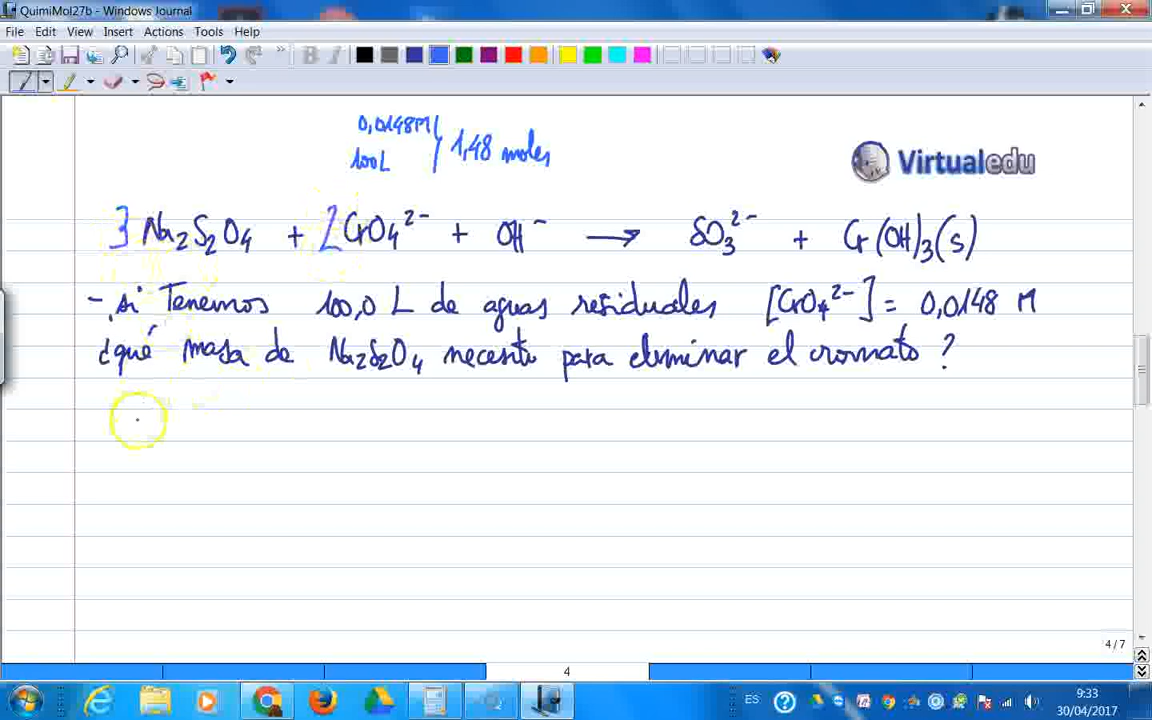 QuimiMol27b - Windows Journal
File Edit View Insert Actions Tools Help
0,0148M
100L
1,48 moles
Virtualedu
3 Na2S2O4 + 2 CrO4 2- + OH- → SO3 2- + Cr(OH)3(s)
- si Tenemos 100,0 L de aguas residuales [CrO4 2-] = 0,0148 M
¿qué masa de Na2S2O4 necesito para eliminar el cromato?
4/7
4
ES
9:33
30/04/2017